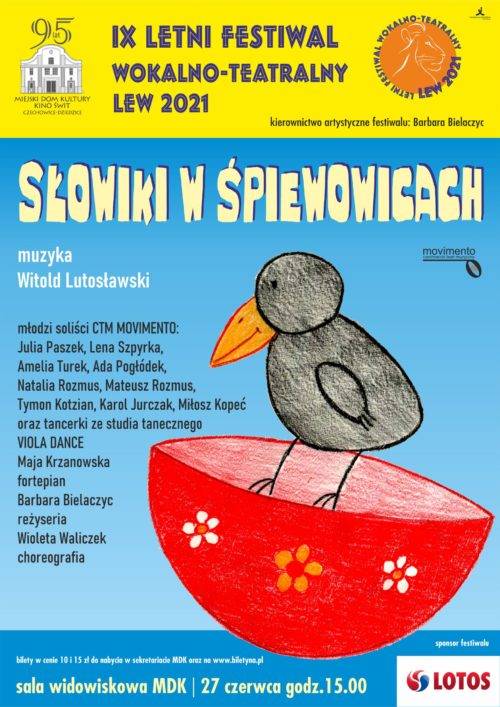 95 lat
MIEJSKI DOM KULTURY
KINO ŚWIT
CZECHOWICE-DZIEDZICE
IX LETNI FESTIWAL
WOKALNO-TEATRALNY
LEW 2021
LETNI FESTIWAL WOKALNO-TEATRALNY
LEW 2021
kierownictwo artystyczne festiwalu: Barbara Bielaczyc
SŁOWIKI W ŚPIEWOWICACH
muzyka
Witold Lutosławski
movimento
młodzi soliści CTM MOVIMENTO:
Julia Paszek, Lena Szpyrka,
Amelia Turek, Ada Pogłódek,
Natalia Rozmus, Mateusz Rozmus,
Tymon Kotzian, Karol Jurczak, Miłosz Kopeć
oraz tancerki ze studia tanecznego
VIOLA DANCE
Maja Krzanowska
fortepian
Barbara Bielaczyc
reżyseria
Wioleta Waliczek
choreografia
sponsor festiwalu
bilety w cenie 10 i 15 zł do nabycia w sekretariacie MDK oraz na www.biletyna.pl
sala widowiskowa MDK | 27 czerwca godz.15.00
LOTOS